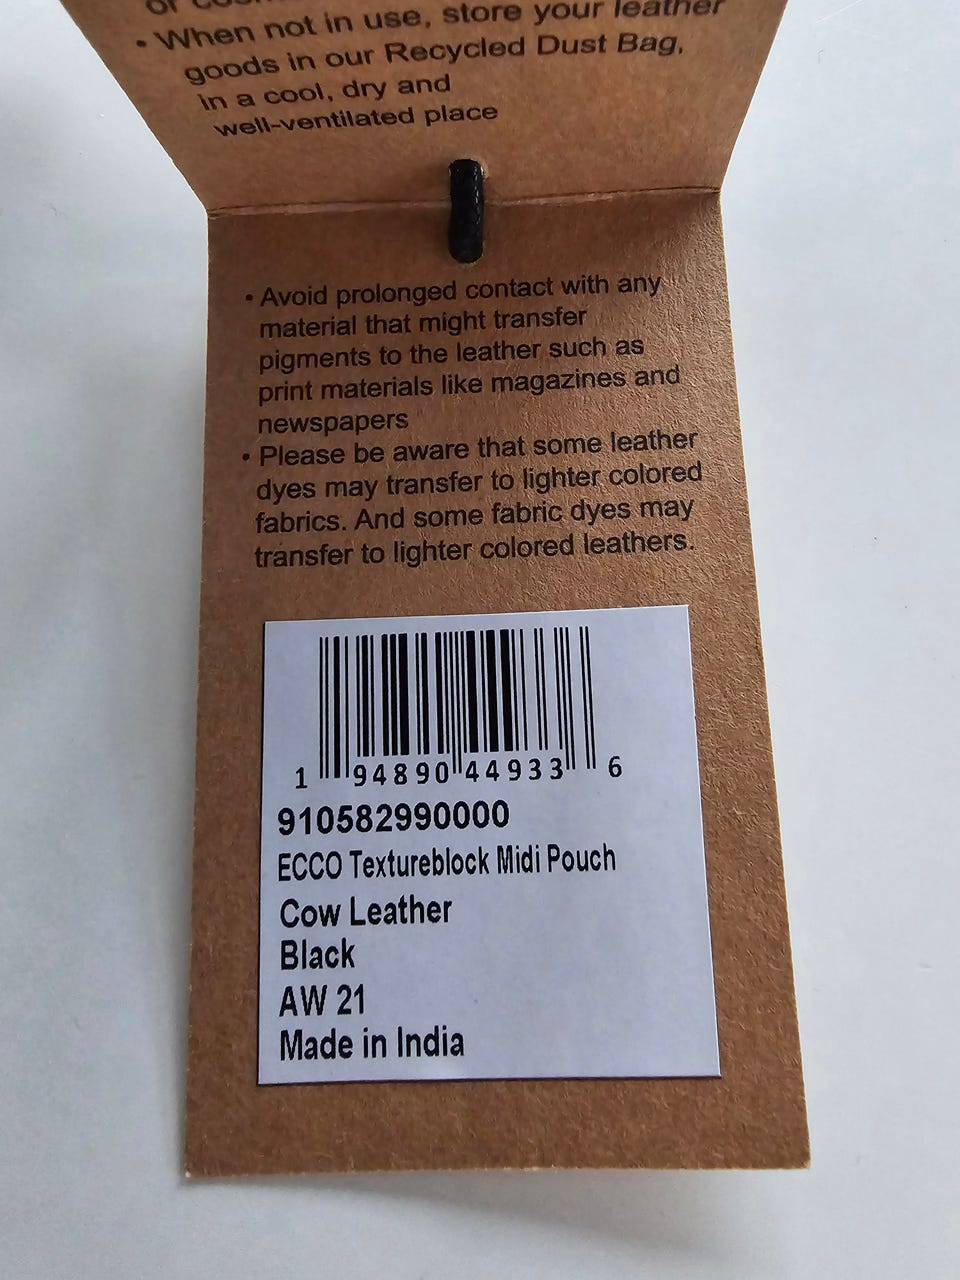 • When not in use, store your leather
goods in our Recycled Dust Bag,
in a cool, dry and
well-ventilated place
• Avoid prolonged contact with any
material that might transfer
pigments to the leather such as
print materials like magazines and
newspapers
• Please be aware that some leather
dyes may transfer to lighter colored
fabrics. And some fabric dyes may
transfer to lighter colored leathers.
1 94890 44933 6
910582990000
ECCO Textureblock Midi Pouch
Cow Leather
Black
AW 21
Made in India